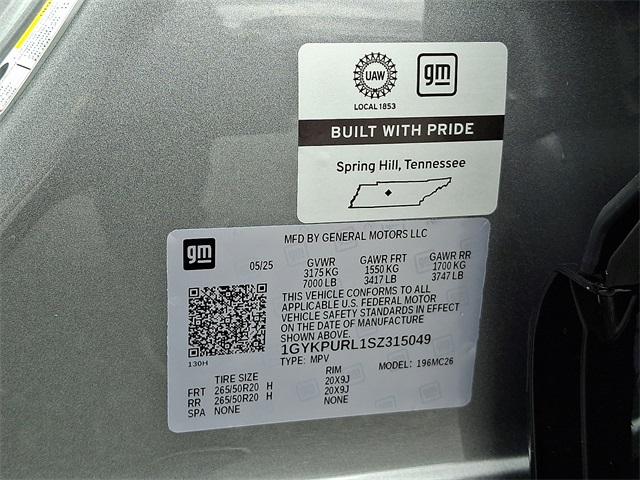 UAW
gm
LOCAL 1853
BUILT WITH PRIDE
Spring Hill, Tennessee
gm
MFD BY GENERAL MOTORS LLC
05/25 GVWR GAWR FRT GAWR RR
3175 KG 1550 KG 1700 KG
7000 LB 3417 LB 3747 LB
THIS VEHICLE CONFORMS TO ALL
APPLICABLE U.S. FEDERAL MOTOR
VEHICLE SAFETY STANDARDS IN EFFECT
ON THE DATE OF MANUFACTURE
SHOWN ABOVE.
1GYKPURL1SZ315049
130H
TYPE: MPV MODEL: 196MC26
TIRE SIZE RIM
FRT 265/50R20 H 20X9J
RR 265/50R20 H 20X9J
SPA NONE NONE